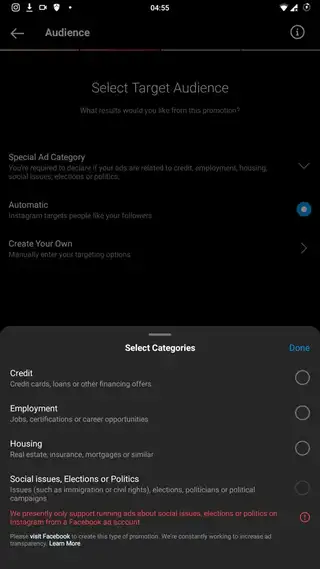 04:55
Audience
Select Target Audience
What results would you like from this promotion?
Special Ad Category
You're required to declare if your ads are related to credit, employment, housing,
social issues, elections or politics.
Automatic
Instagram targets people like your followers
Create Your Own
Manually enter your targeting options
Select Categories
Done
Credit
Credit cards, loans or other financing offers
Employment
Jobs, certifications or career opportunities
Housing
Real estate, insurance, mortgages or similar
Social issues, Elections or Politics
Issues (such as immigration or civil rights), elections, politicians or political
campaigns
We presently only support running ads about social issues, elections or politics on
Instagram from a Facebook ad account
Please visit Facebook to create this type of promotion. We're constantly working to increase ad
transparency. Learn More